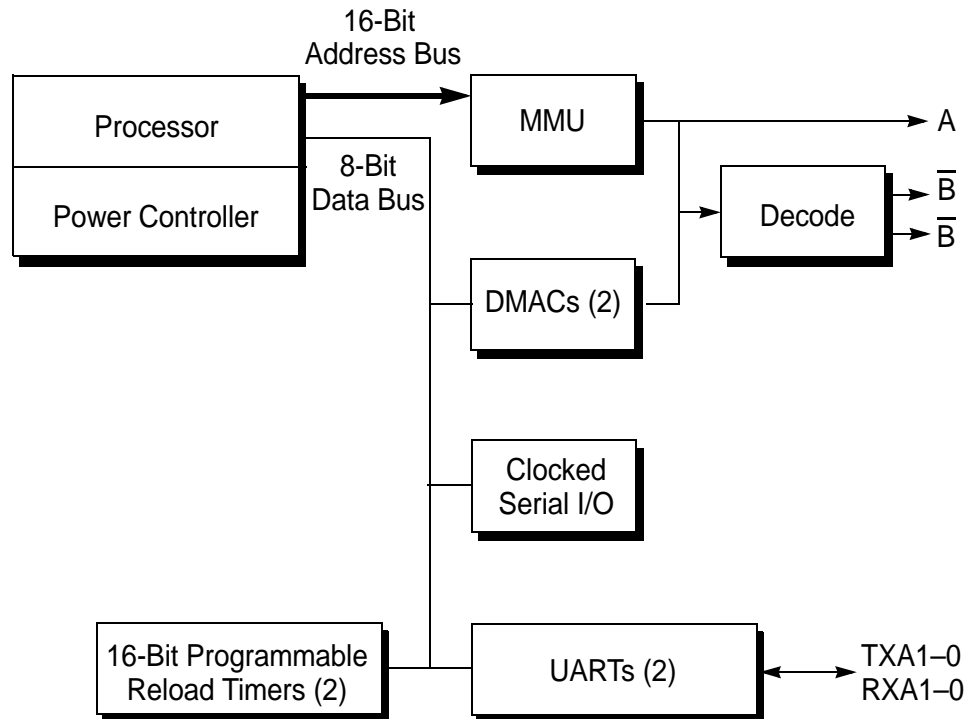 16-Bit
Address Bus
Processor
MMU
A
8-Bit
Data Bus
Power Controller
Decode
B̅
B̅
DMACs (2)
Clocked
Serial I/O
16-Bit Programmable
Reload Timers (2)
UARTs (2)
TXA1–0
RXA1–0